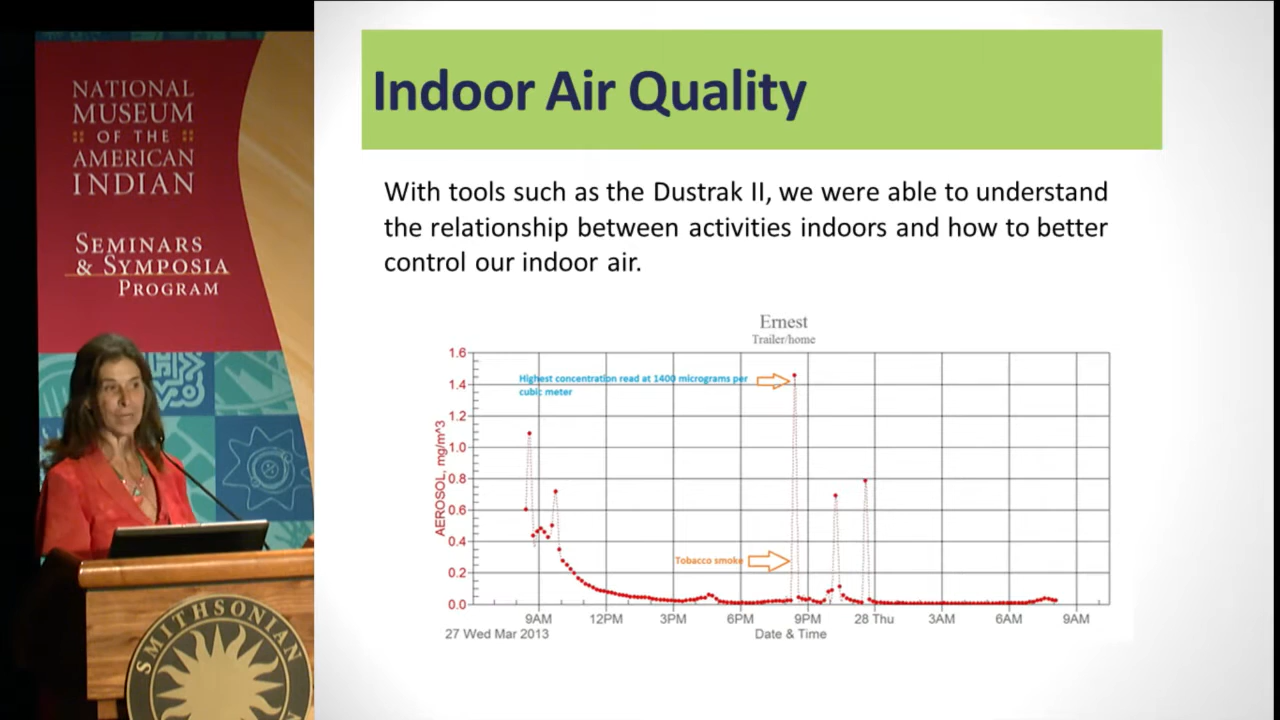 NATIONAL
MUSEUM
OF THE
AMERICAN
INDIAN
SEMINARS
& SYMPOSIA
PROGRAM
SMITHSONIAN
Indoor Air Quality
With tools such as the Dustrak II, we were able to understand
the relationship between activities indoors and how to better
control our indoor air.
Ernest
Trailer/home
AEROSOL, mg/m^3
1.6
1.4
1.2
1.0
0.8
0.6
0.4
0.2
0.0
Highest concentration read at 1400 micrograms per
cubic meter
Tobacco smoke
9AM 12PM 3PM 6PM 9PM 28 Thu 3AM 6AM 9AM
27 Wed Mar 2013 Date & Time